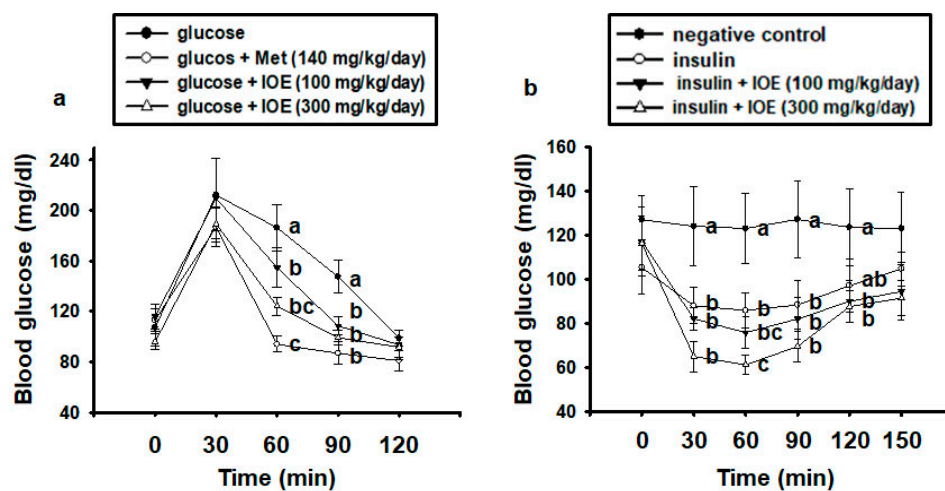 a
glucose
glucos + Met (140 mg/kg/day)
glucose + IOE (100 mg/kg/day)
glucose + IOE (300 mg/kg/day)
Blood glucose (mg/dl)
240
200
160
120
80
40
a
b
bc
c
a
b
b
b
0 30 60 90 120
Time (min)
b
negative control
insulin
insulin + IOE (100 mg/kg/day)
insulin + IOE (300 mg/kg/day)
Blood glucose (mg/dl)
160
140
120
100
80
60
40
a a a a
b b b ab
b bc b b
b c b b
0 30 60 90 120 150
Time (min)